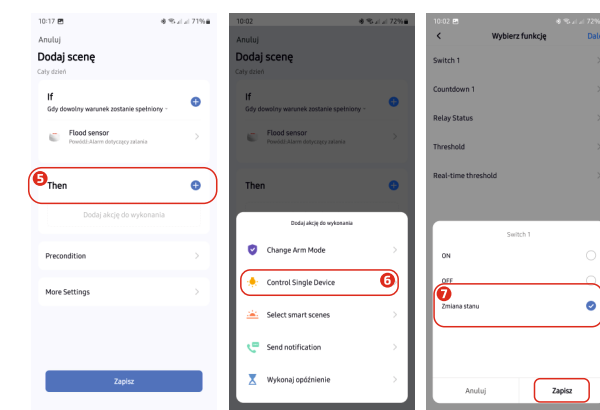 10:17
71%
Anuluj
Dodaj scenę
Cały dzień
If
Gdy dowolny warunek zostanie spełniony
Flood sensor
Powódź:Alarm dotyczący zalania
5
Then
Dodaj akcję do wykonania
Precondition
More Settings
Zapisz
10:02
72%
Anuluj
Dodaj scenę
Cały dzień
If
Gdy dowolny warunek zostanie spełniony
Flood sensor
Powódź:Alarm dotyczący zalania
Then
Dodaj akcję do wykonania
Change Arm Mode
Control Single Device
6
Select smart scenes
Send notification
Wykonaj opóźnienie
10:02
72%
Wybierz funkcję
Switch 1
Countdown 1
Relay Status
Threshold
Real-time threshold
Switch 1
ON
OFF
7
Zmiana stanu
Anuluj
Zapisz